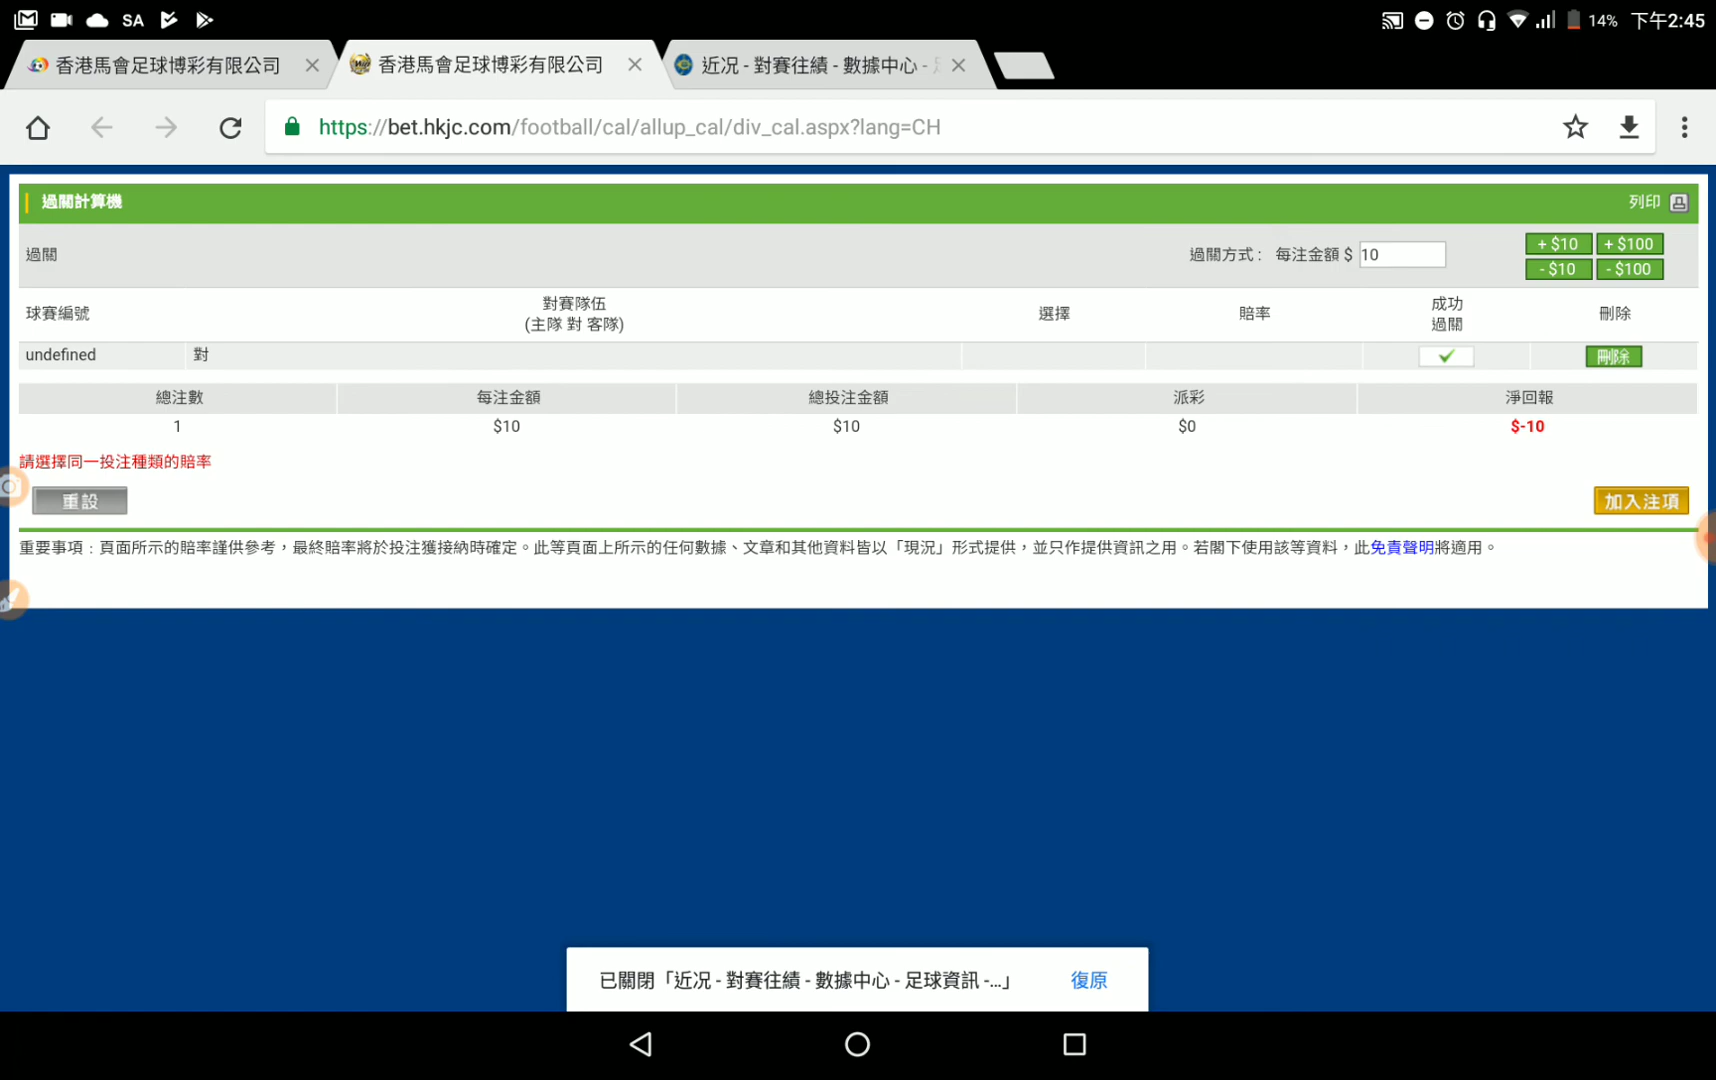 SA 14% 下午2:45
香港馬會足球博彩有限公司 香港馬會足球博彩有限公司 近况 - 對賽往績 - 數據中心 -
https://bet.hkjc.com/football/cal/allup_cal/div_cal.aspx?lang=CH
過關計算機 列印
過關 過關方式 : 每注金額 $ 10 + $10 + $100
- $10 - $100
球賽編號 對賽隊伍 選擇 賠率 成功 刪除
(主隊 對 客隊) 過關
undefined 對 刪除
總注數 每注金額 總投注金額 派彩 淨回報
1 $10 $10 $0 $-10
請選擇同一投注種類的賠率
重設 加入注項
重要事項 : 頁面所示的賠率謹供參考，最終賠率將於投注獲接納時確定。此等頁面上所示的任何數據、文章和其他資料皆以「現況」形式提供，並只作提供資訊之用。若閣下使用該等資料，此免責聲明將適用。
已關閉「近况 - 對賽往績 - 數據中心 - 足球資訊 -...」 復原